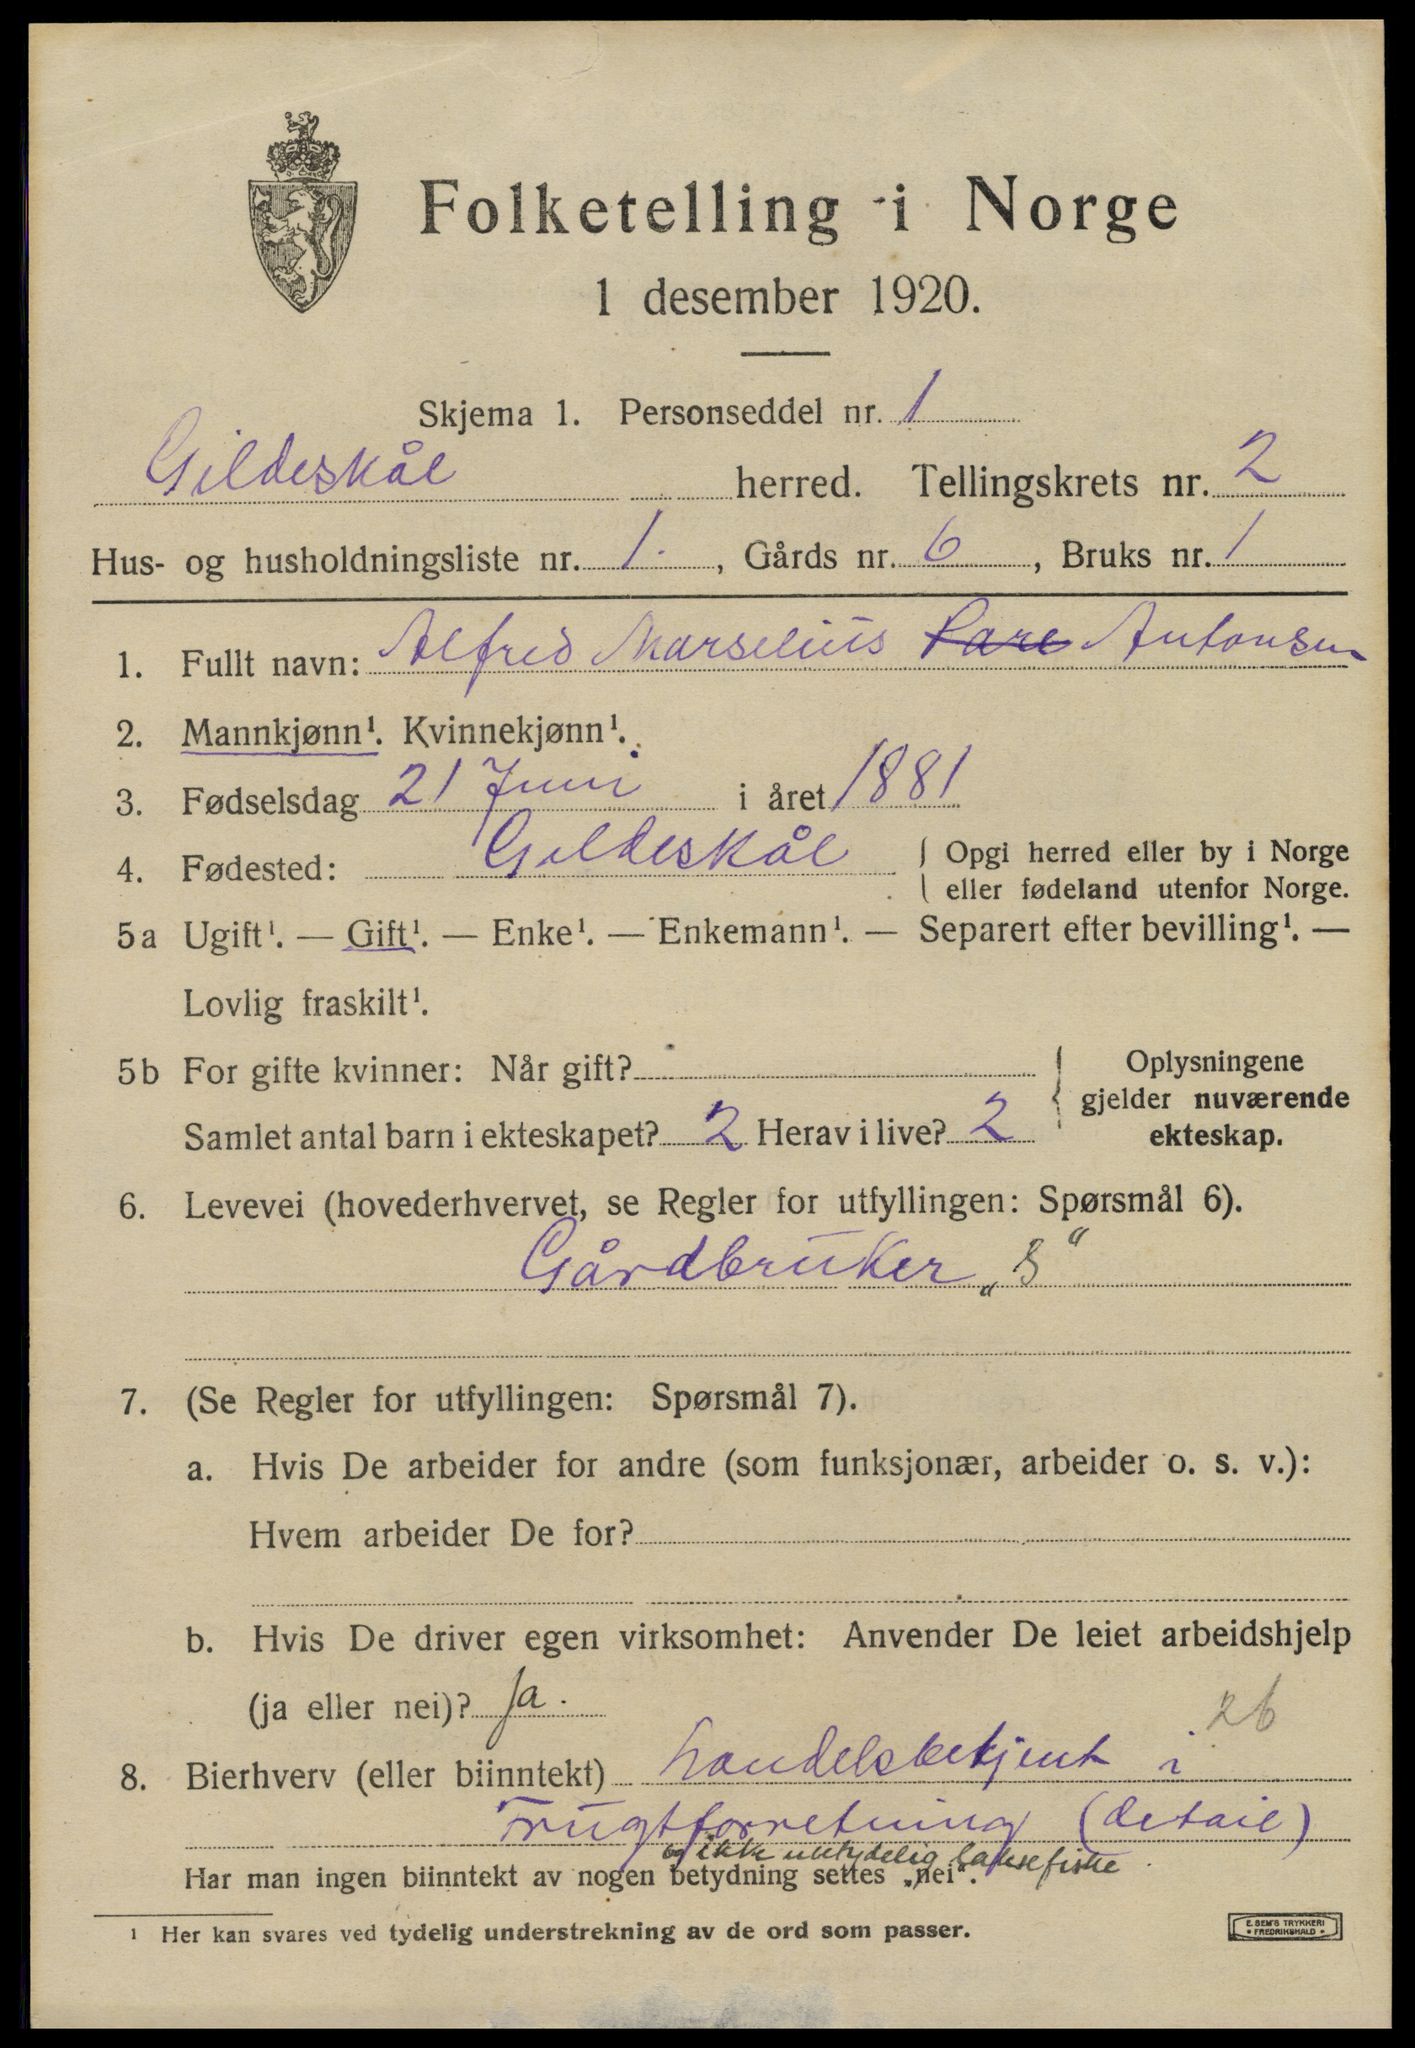 Folketelling i Norge
1 desember 1920.
Skjema 1. Personseddel nr. 1
Gildeskål herred. Tellingskrets nr. 2
Hus- og husholdningsliste nr. 1. , Gårds nr. 6 , Bruks nr. 1
1. Fullt navn: Alfred Marselius Antonsen
2. Mannkjønn¹. Kvinnekjønn¹.
3. Fødselsdag 21 Juni i året 1881
4. Fødested: Gildeskål { Opgi herred eller by i Norge
eller fødeland utenfor Norge.
5a Ugift¹. — Gift¹. — Enke¹. — Enkemann¹. — Separert efter bevilling¹. —
Lovlig fraskilt¹.
5b For gifte kvinner: Når gift? { Oplysningene
gjelder nuværende
Samlet antal barn i ekteskapet? 2 Herav i live? 2 ekteskap.
6. Levevei (hovederhvervet, se Regler for utfyllingen: Spørsmål 6).
Gårdbruker „S“
7. (Se Regler for utfyllingen: Spørsmål 7).
a. Hvis De arbeider for andre (som funksjonær, arbeider o. s. v.):
Hvem arbeider De for?
b. Hvis De driver egen virksomhet: Anvender De leiet arbeidshjelp
(ja eller nei)? Ja.
26
8. Bierhverv (eller biinntekt) handelsbetjent i
Frugtforretning (detail)
og ikke ubetydelig laksefiske.
Har man ingen biinntekt av nogen betydning settes „nei“.
¹ Her kan svares ved tydelig understrekning av de ord som passer.
E. SEM'S TRYKKERI
• FREDRIKSHALD •